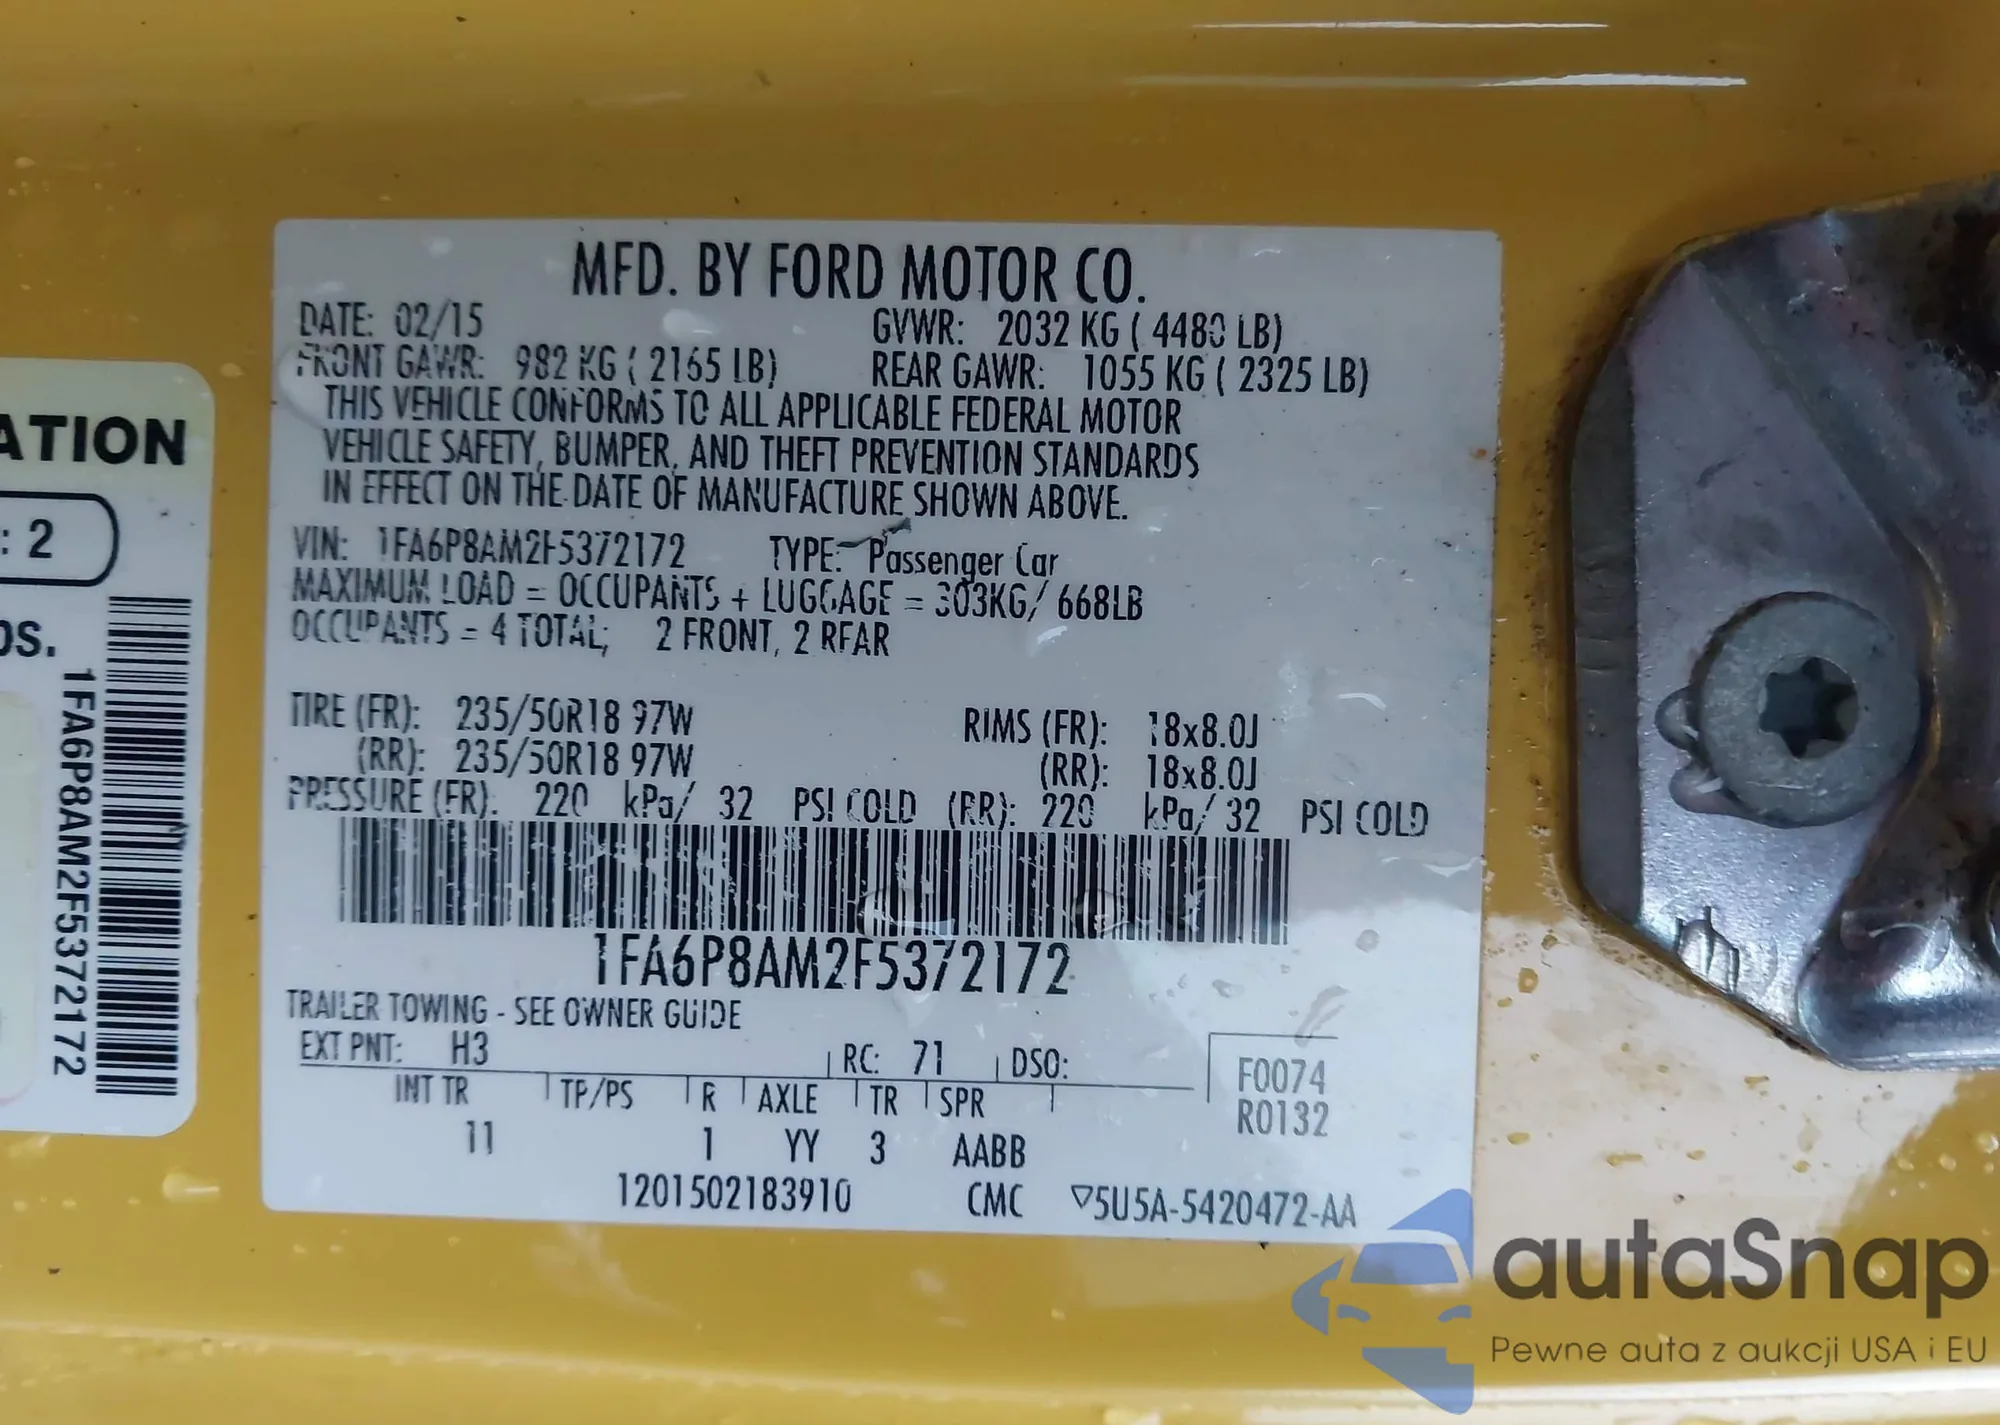 ATION
: 2
OS.
1FA6P8AM2F5372172
MFD. BY FORD MOTOR CO.
DATE: 02/15 GVWR: 2032 KG ( 4480 LB)
FRONT GAWR: 982 KG ( 2165 LB) REAR GAWR: 1055 KG ( 2325 LB)
THIS VEHICLE CONFORMS TO ALL APPLICABLE FEDERAL MOTOR
VEHICLE SAFETY, BUMPER, AND THEFT PREVENTION STANDARDS
IN EFFECT ON THE DATE OF MANUFACTURE SHOWN ABOVE.
VIN: 1FA6P8AM2F5372172 TYPE: Passenger Car
MAXIMUM LOAD = OCCUPANTS + LUGGAGE = 303KG/ 668LB
OCCUPANTS = 4 TOTAL; 2 FRONT, 2 REAR
TIRE (FR): 235/50R18 97W RIMS (FR): 18x8.0J
(RR): 235/50R18 97W (RR): 18x8.0J
PRESSURE (FR): 220 kPa/ 32 PSI COLD (RR): 220 kPa/ 32 PSI COLD
1FA6P8AM2F5372172
TRAILER TOWING - SEE OWNER GUIDE
EXT PNT: H3 RC: 71 DSO:
F0074
INT TR TP/PS R AXLE TR SPR
R0132
11 1 YY 3 AABB
1201502183910 CMC ▽5U5A-5420472-AA
autaSnap
Pewne auta z aukcji USA i EU